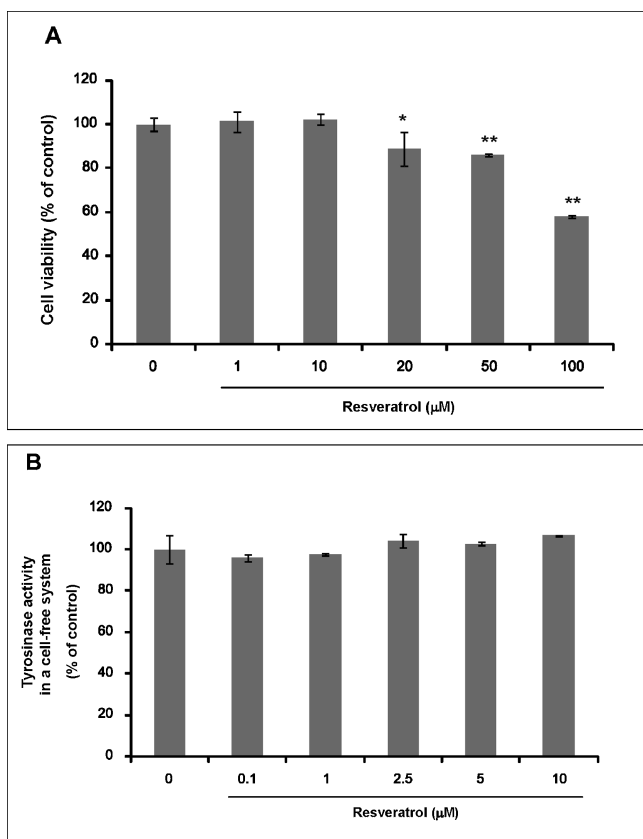 A
Cell viability (% of control)
120
100
80
60
40
20
0
*
**
**
0 1 10 20 50 100
Resveratrol (μM)
B
Tyrosinase activity
in a cell-free system
(% of control)
120
100
80
60
40
20
0
0 0.1 1 2.5 5 10
Resveratrol (μM)